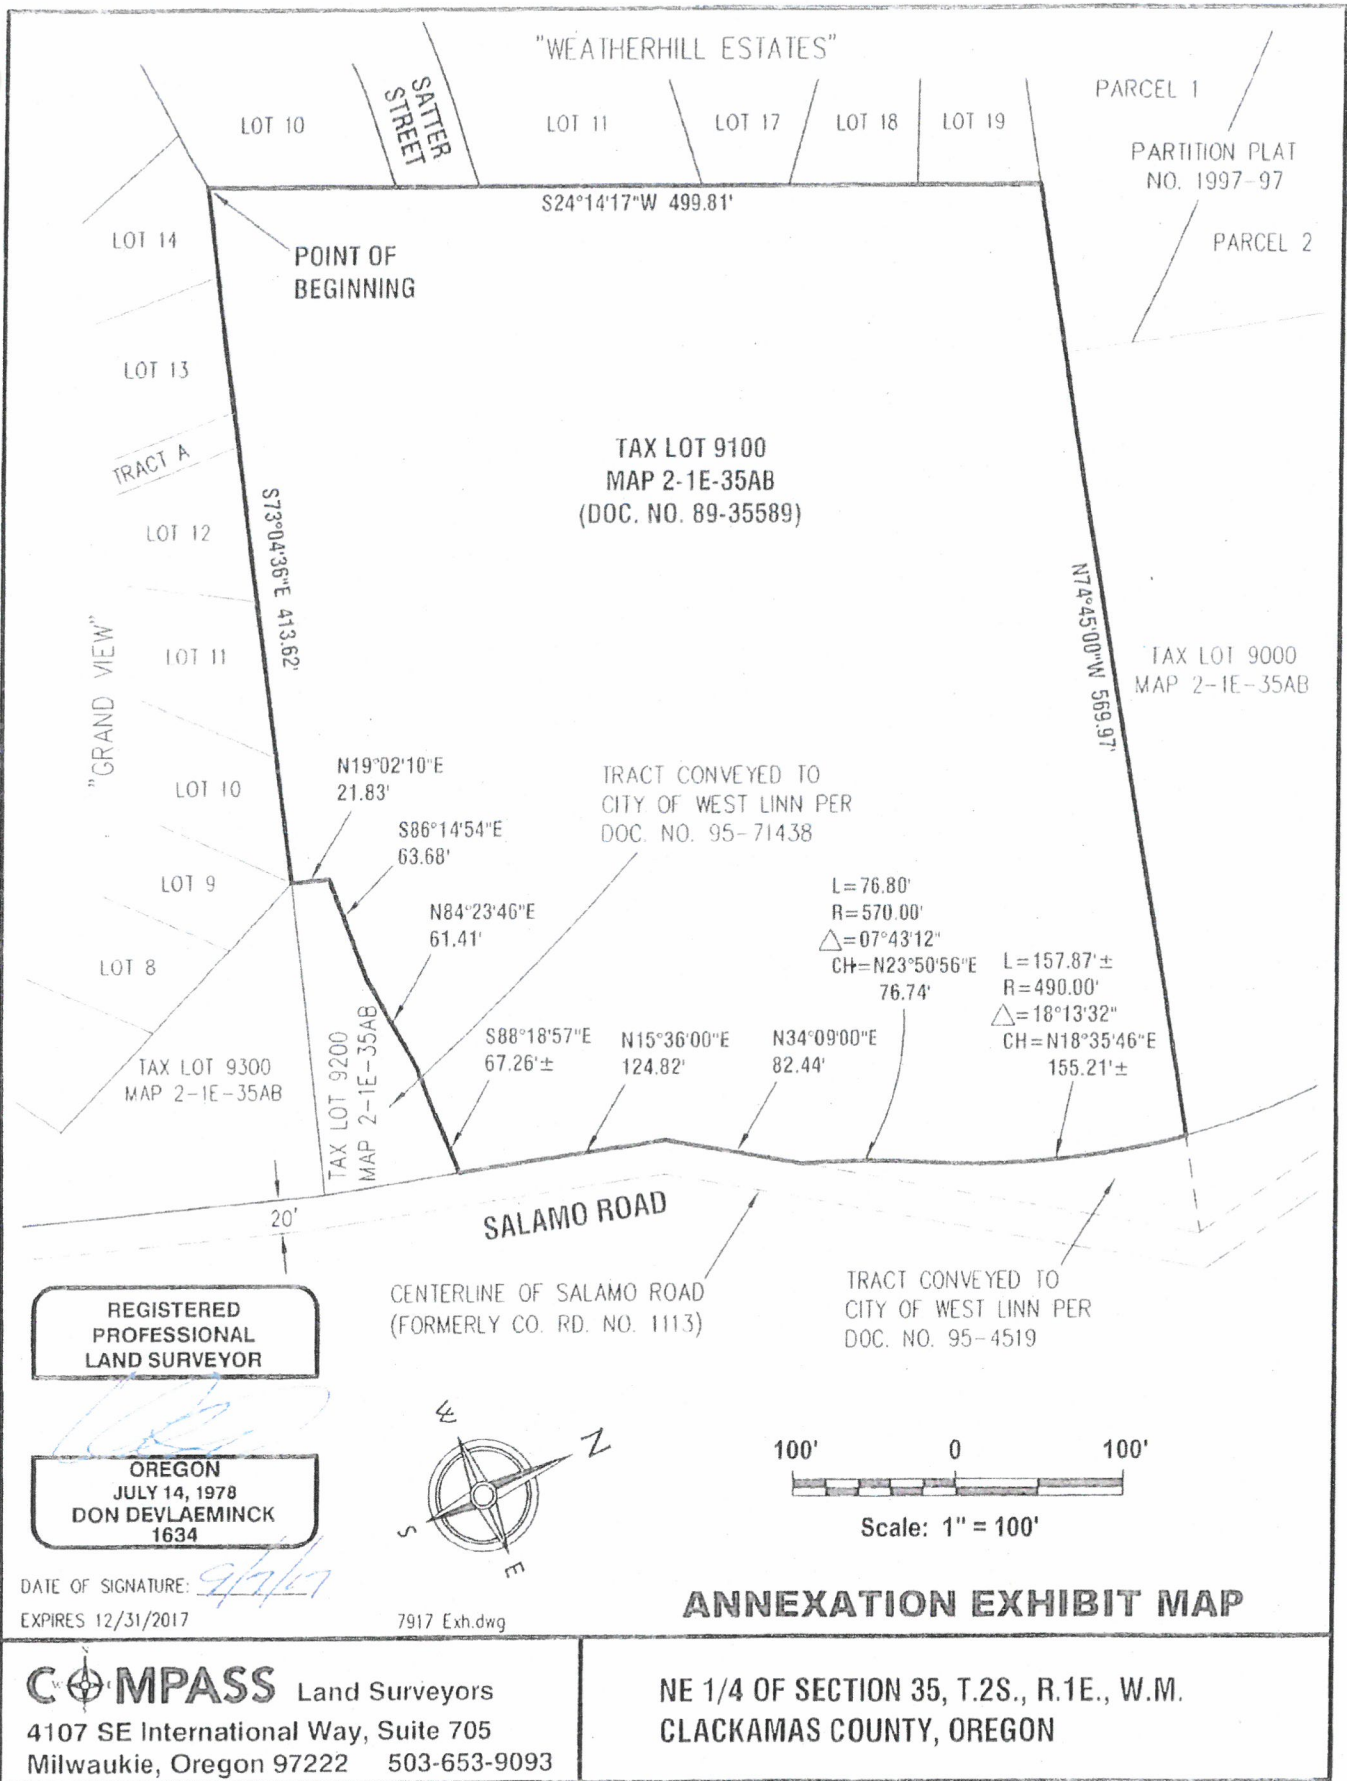 "WEATHERHILL ESTATES"
LOT 10
SATTER
STREET
LOT 11
LOT 17
LOT 18
LOT 19
PARCEL 1
PARTITION PLAT
NO. 1997-97
PARCEL 2
S24°14'17"W 499.81'
POINT OF
BEGINNING
LOT 14
LOT 13
TRACT A
LOT 12
LOT 11
LOT 10
LOT 9
LOT 8
"GRAND VIEW"
S73°04'36"E 413.62'
TAX LOT 9100
MAP 2-1E-35AB
(DOC. NO. 89-35589)
N74°45'00"W 569.97'
TAX LOT 9000
MAP 2-1E-35AB
N19°02'10"E
21.83'
S86°14'54"E
63.68'
N84°23'46"E
61.41'
TRACT CONVEYED TO
CITY OF WEST LINN PER
DOC. NO. 95-71438
L=76.80'
R=570.00'
△=07°43'12"
CH=N23°50'56"E
76.74'
L=157.87'±
R=490.00'
△=18°13'32"
CH=N18°35'46"E
155.21'±
S88°18'57"E
67.26'±
N15°36'00"E
124.82'
N34°09'00"E
82.44'
TAX LOT 9300
MAP 2-1E-35AB
TAX LOT 9200
MAP 2-1E-35AB
20'
SALAMO ROAD
CENTERLINE OF SALAMO ROAD
(FORMERLY CO. RD. NO. 1113)
TRACT CONVEYED TO
CITY OF WEST LINN PER
DOC. NO. 95-4519
REGISTERED
PROFESSIONAL
LAND SURVEYOR
OREGON
JULY 14, 1978
DON DEVLAEMINCK
1634
DATE OF SIGNATURE: 9/7/17
EXPIRES 12/31/2017
7917 Exh.dwg
W
N
S
E
100' 0 100'
Scale: 1" = 100'
ANNEXATION EXHIBIT MAP
COMPASS Land Surveyors
4107 SE International Way, Suite 705
Milwaukie, Oregon 97222 503-653-9093
NE 1/4 OF SECTION 35, T.2S., R.1E., W.M.
CLACKAMAS COUNTY, OREGON